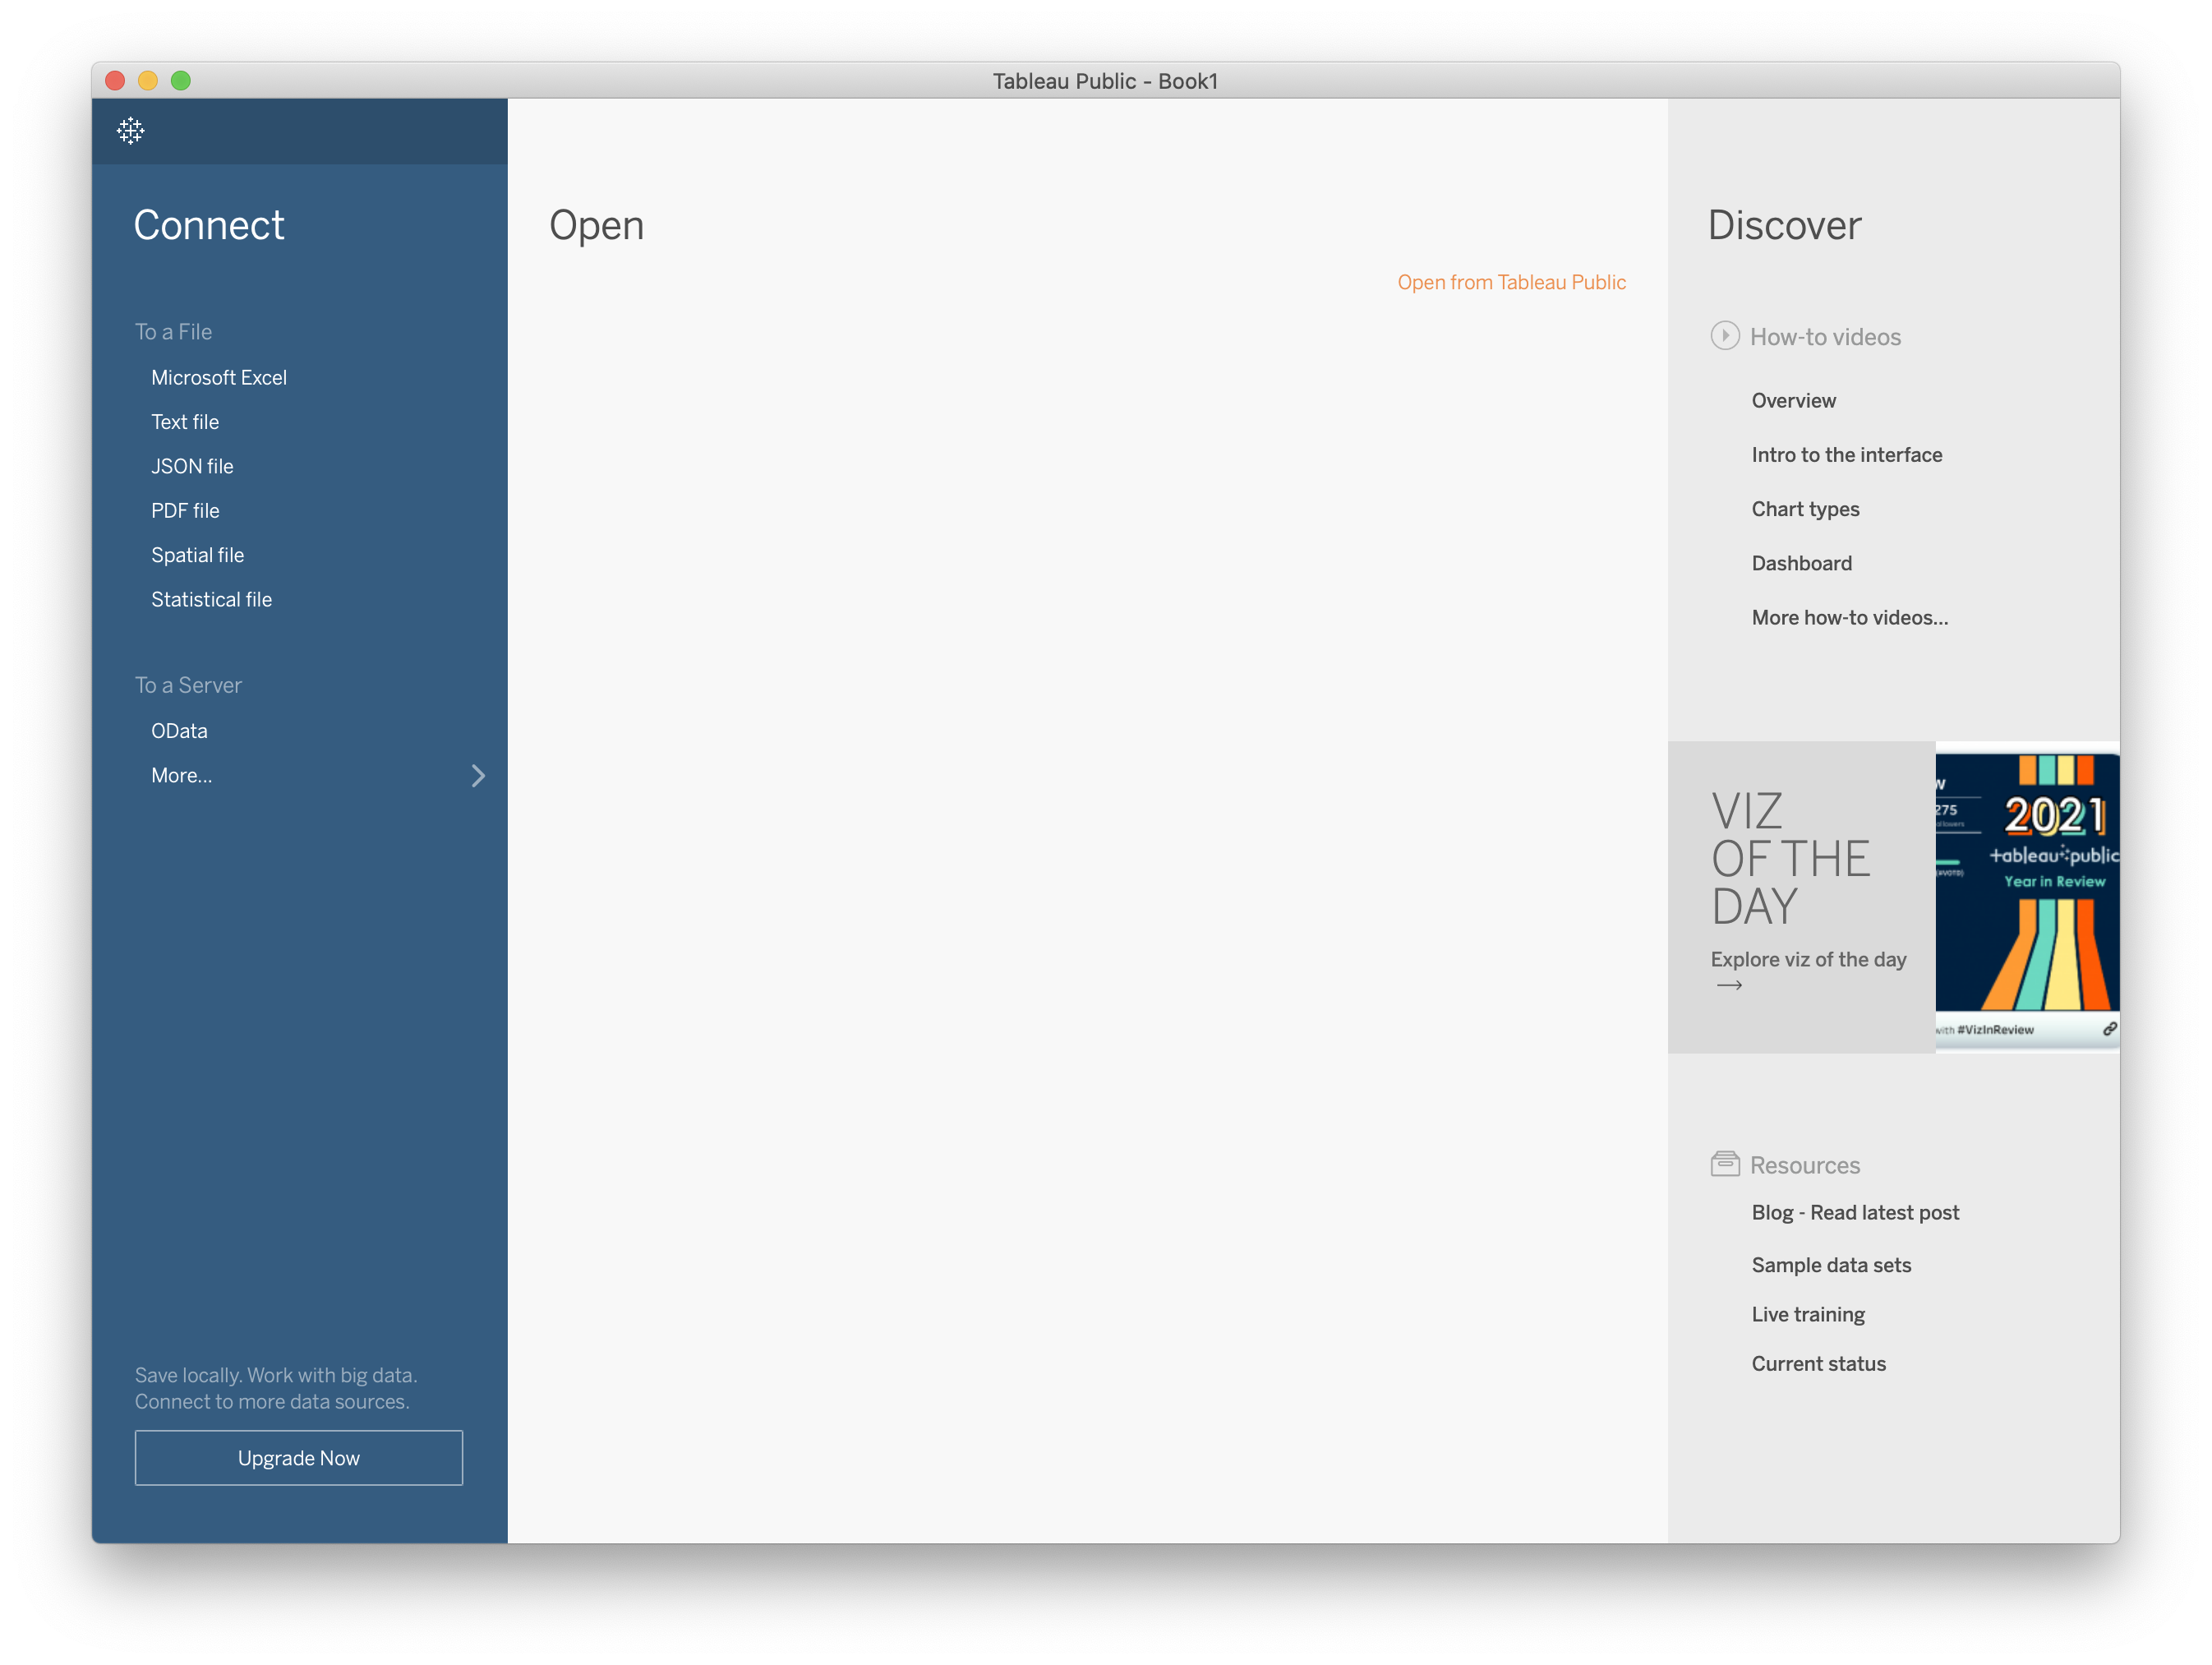 Tableau Public - Book1
Connect
To a File
Microsoft Excel
Text file
JSON file
PDF file
Spatial file
Statistical file
To a Server
OData
More...
Save locally. Work with big data.
Connect to more data sources.
Upgrade Now
Open
Open from Tableau Public
Discover
How-to videos
Overview
Intro to the interface
Chart types
Dashboard
More how-to videos...
VIZ
OF THE
DAY
Explore viz of the day
275
2021
+ableau public
Year in Review
(#VOTD)
with #VizInReview
Resources
Blog - Read latest post
Sample data sets
Live training
Current status